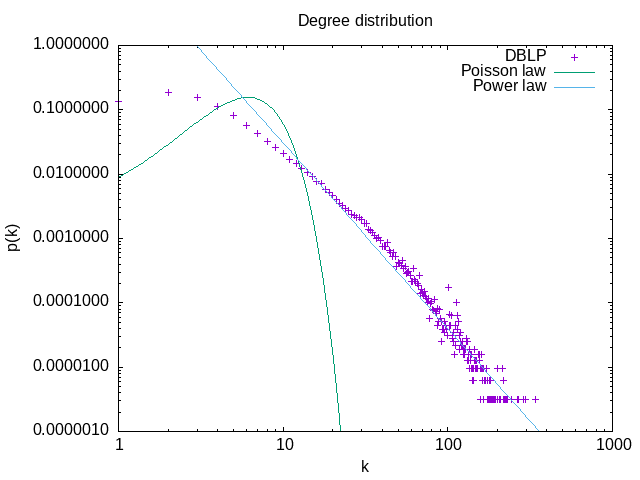 Degree distribution
DBLP
Poisson law
Power law
1.0000000
0.1000000
0.0100000
0.0010000
0.0001000
0.0000100
0.0000010
p(k)
1 10 100 1000
k